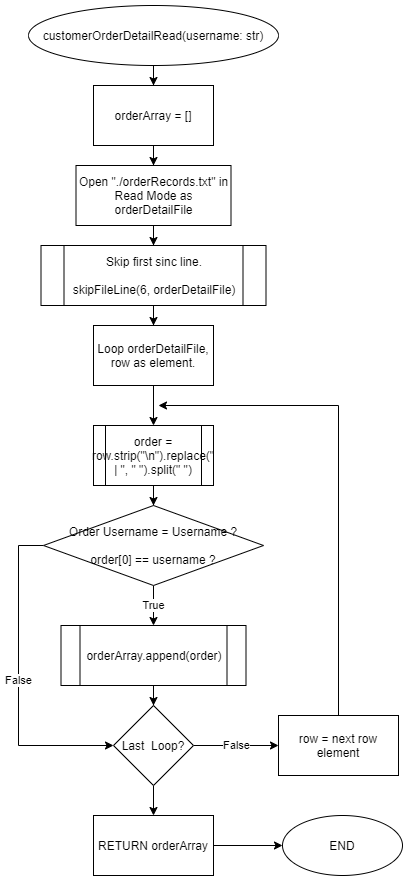 customerOrderDetailRead(username: str)
orderArray = []
Open "./orderRecords.txt" in
Read Mode as
orderDetailFile
Skip first sinc line.
skipFileLine(6, orderDetailFile)
Loop orderDetailFile,
row as element.
order =
row.strip("\n").replace("
| ", " ").split(" ")
Order Username = Username ?
order[0] == username ?
True
orderArray.append(order)
False
Last  Loop?
False
row = next row
element
RETURN orderArray
END